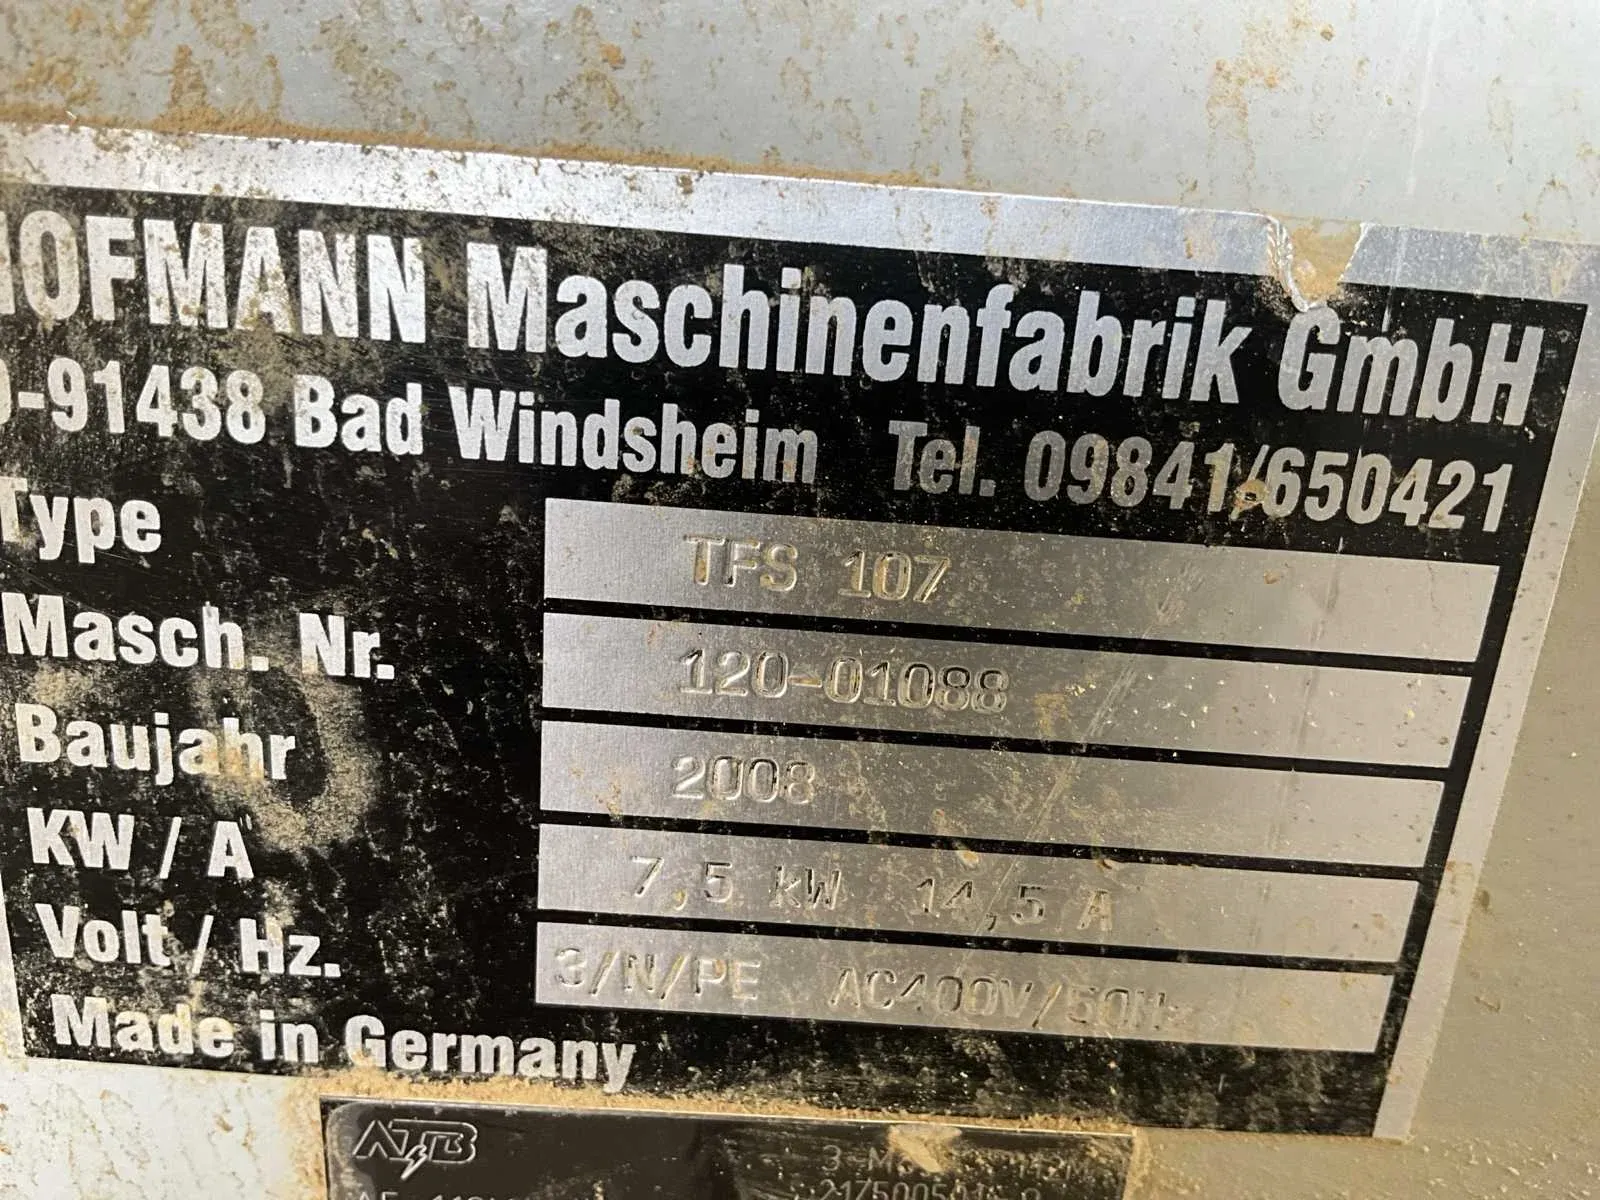 HOFMANN Maschinenfabrik GmbH
D-91438 Bad Windsheim Tel. 09841/650421
Type TFS 107
Masch. Nr. 120-01088
Baujahr 2008
KW / A 7,5 kW 14,5 A
Volt / Hz. 3/N/PE AC400V/50Hz
Made in Germany
ATB